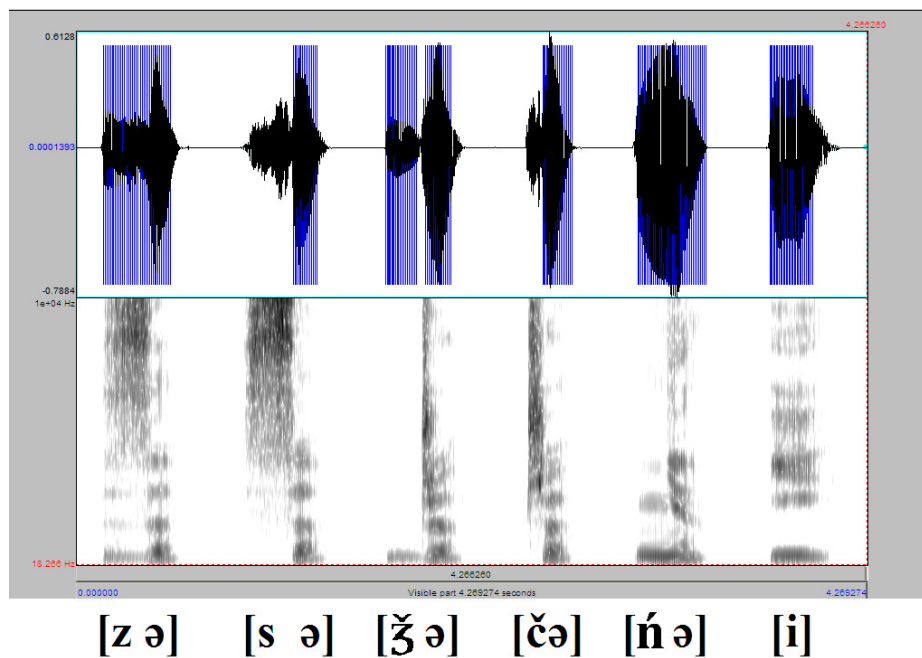 4.266260
0.6128
0.0001393
-0.7884
1e+04 Hz
18.266 Hz
4.266260
0.000000 Visible part 4.269274 seconds 4.269274
[z ə] [s ə] [ǯ ə] [čə] [ń ə] [i]